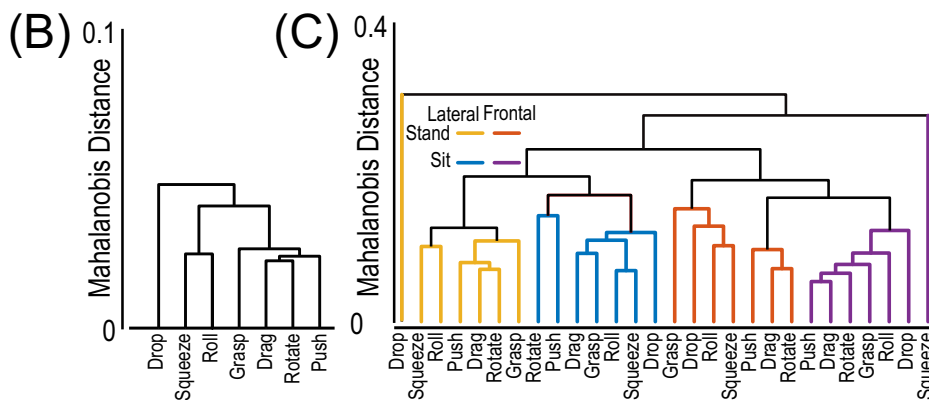 (B)
0.1
Mahalanobis Distance
0
Drop
Squeeze
Roll
Grasp
Drag
Rotate
Push
(C)
0.4
Mahalanobis Distance
0
Lateral Frontal
Stand
Sit
Drop
Squeeze
Roll
Push
Drag
Rotate
Grasp
Rotate
Push
Drag
Grasp
Roll
Squeeze
Drop
Grasp
Drop
Roll
Squeeze
Push
Drag
Rotate
Push
Drag
Rotate
Grasp
Roll
Drop
Squeeze